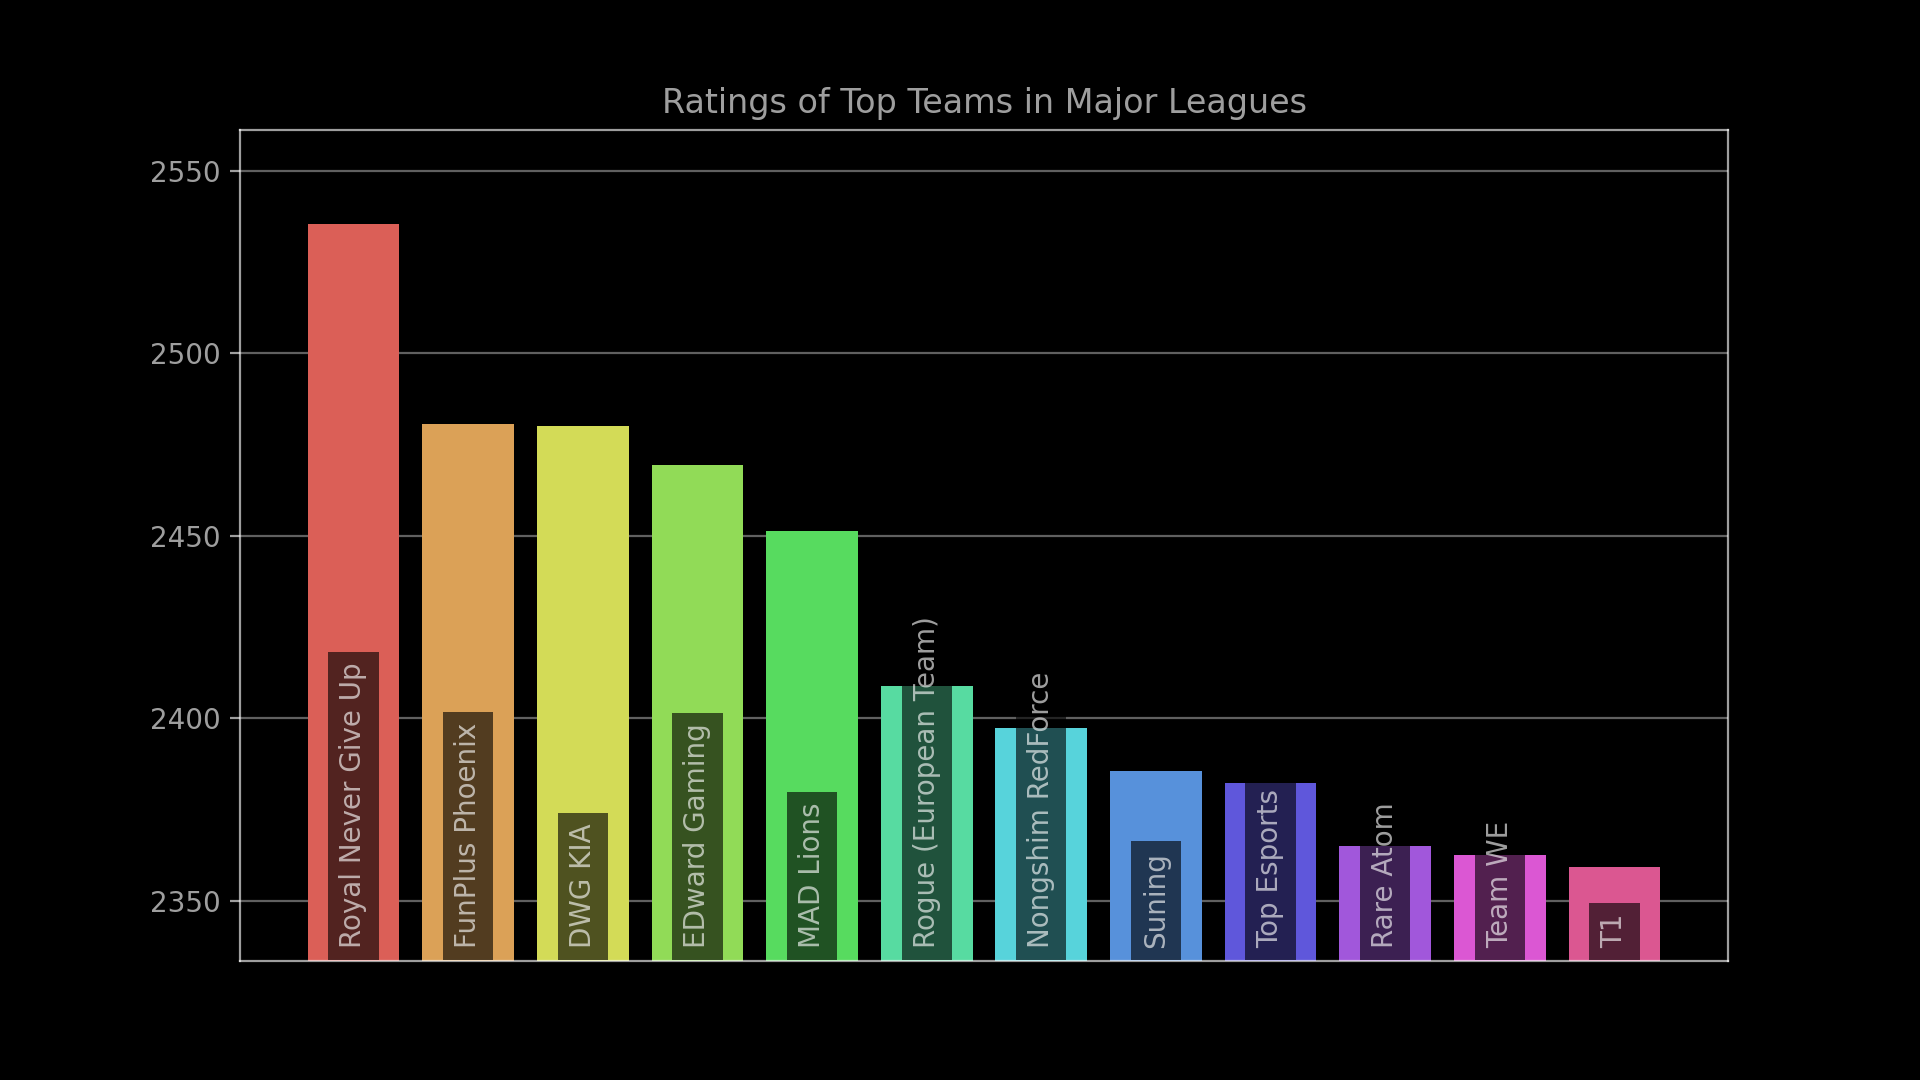 Ratings of Top Teams in Major Leagues
2550
2500
2450
2400
2350
Royal Never Give Up
FunPlus Phoenix
DWG KIA
EDward Gaming
MAD Lions
Rogue (European Team)
Nongshim RedForce
Suning
Top Esports
Rare Atom
Team WE
T1